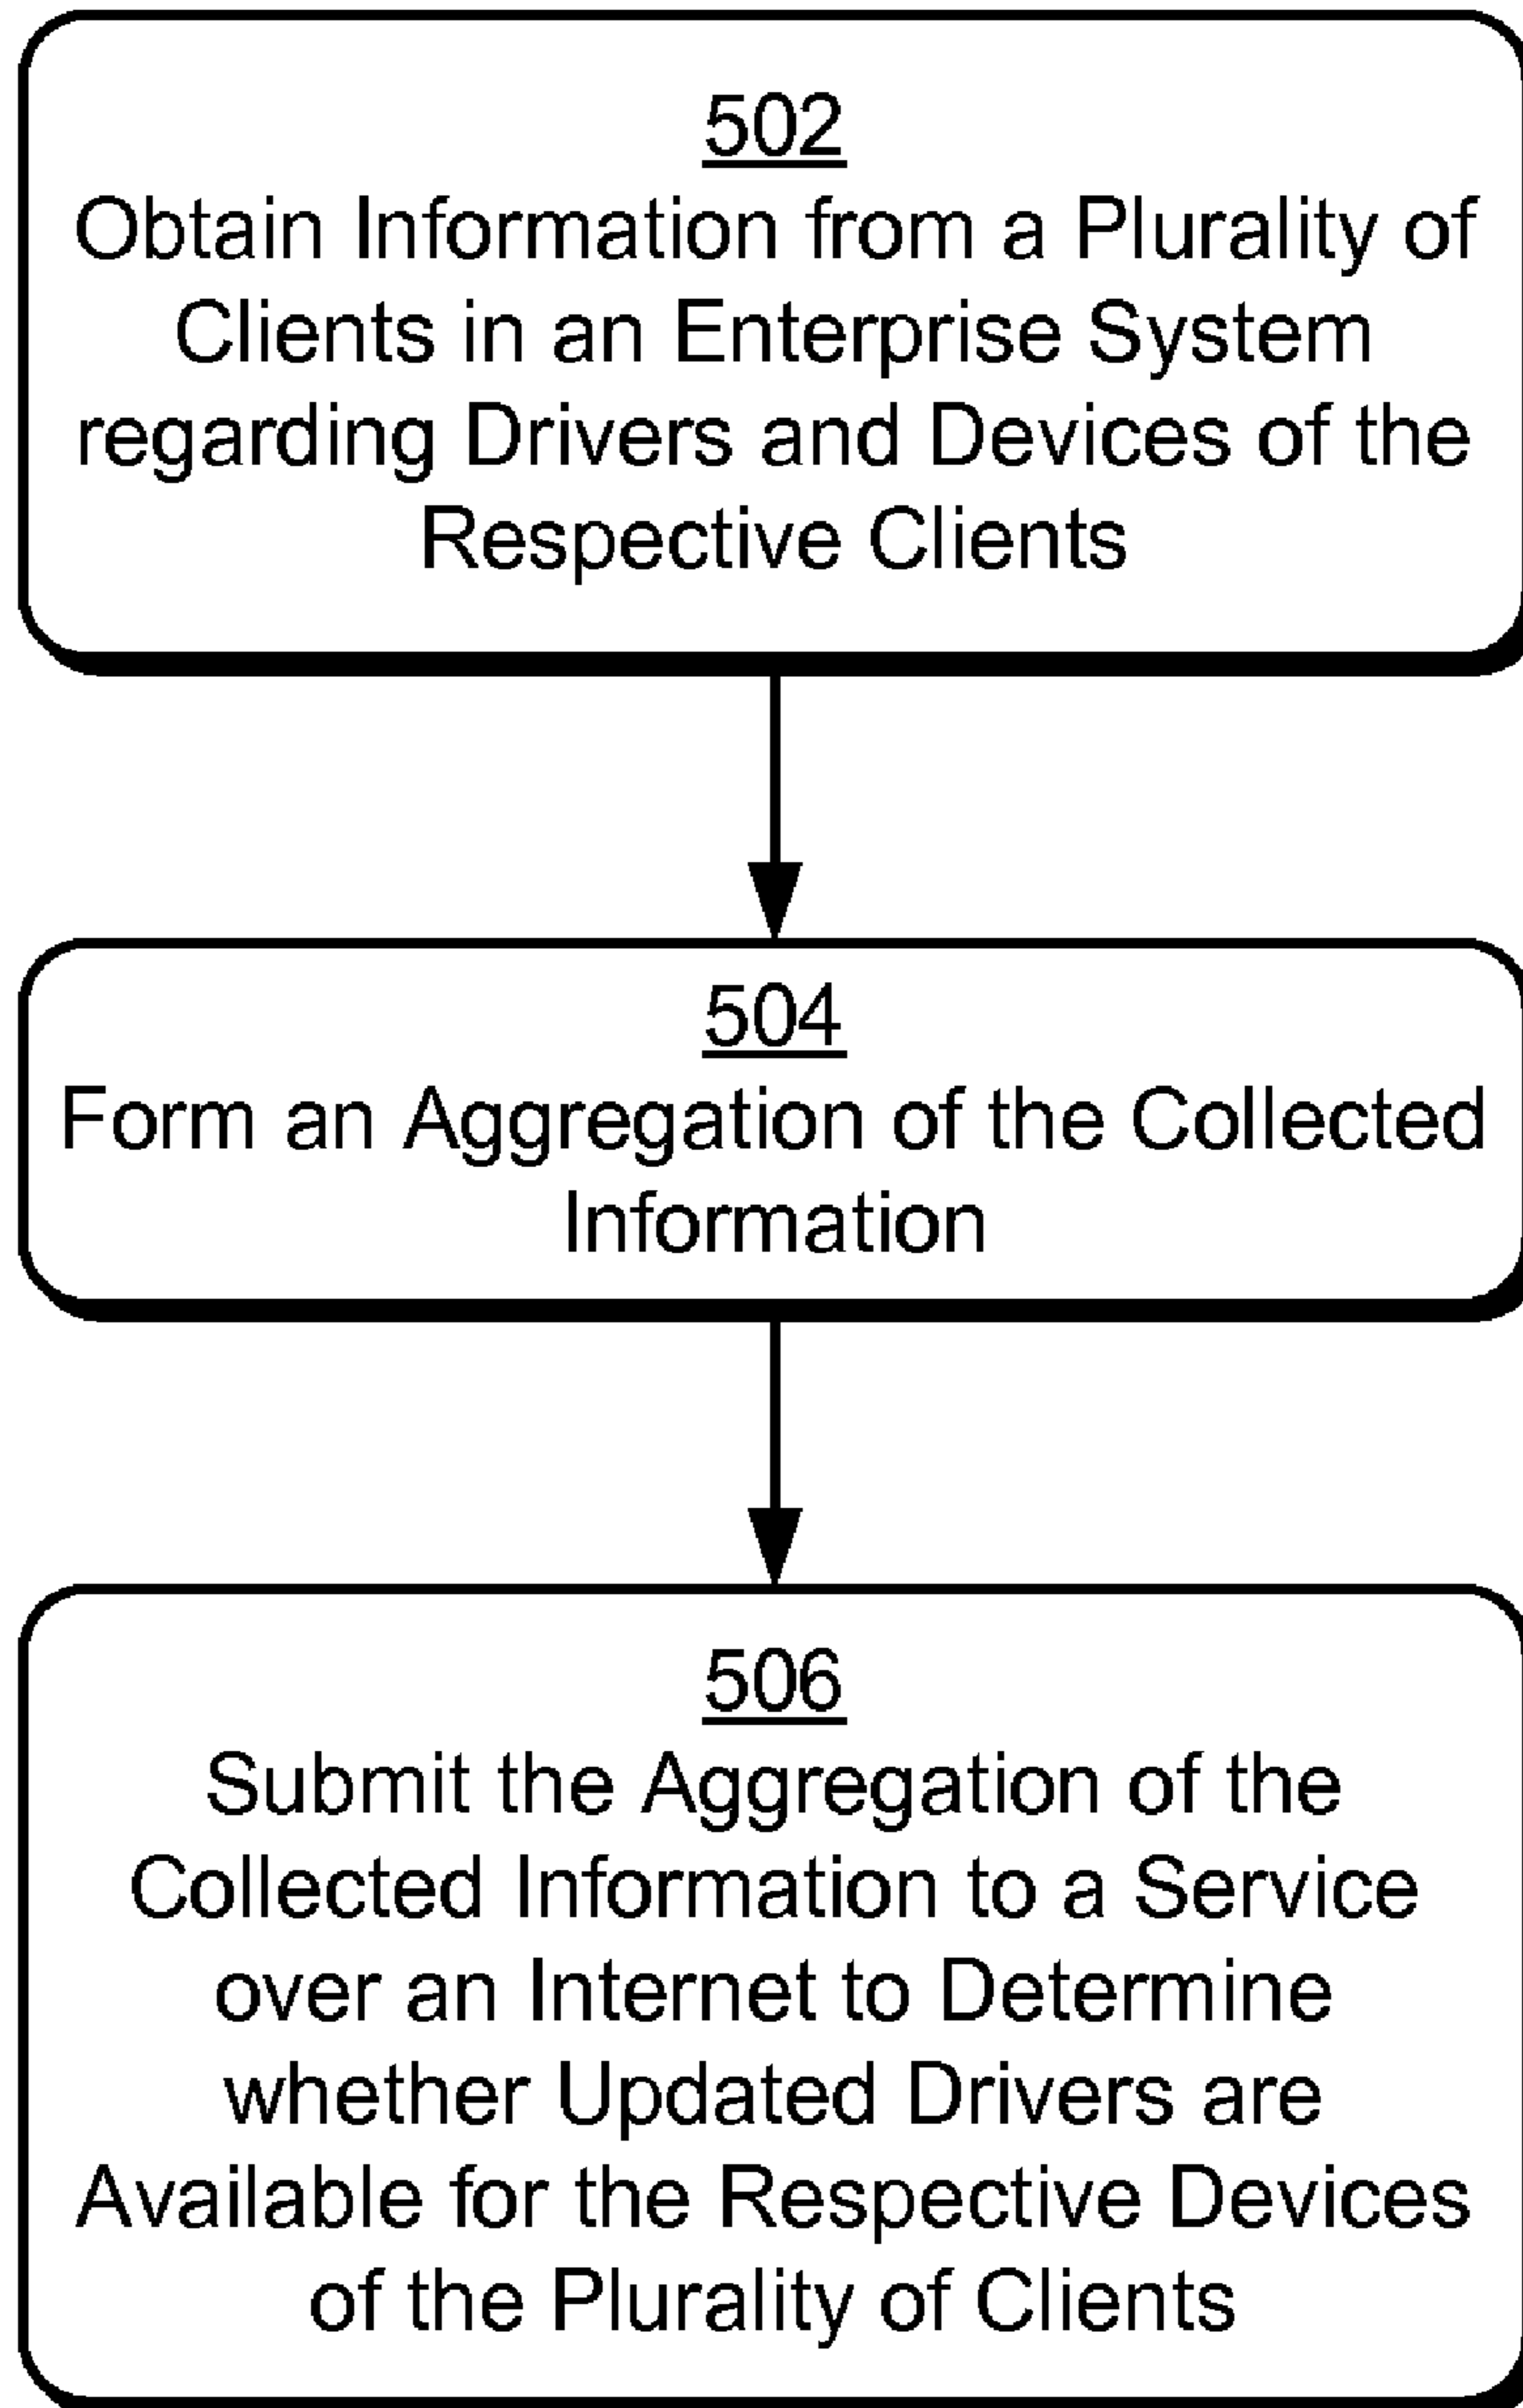 502
Obtain Information from a Plurality of
Clients in an Enterprise System
regarding Drivers and Devices of the
Respective Clients
504
Form an Aggregation of the Collected
Information
506
Submit the Aggregation of the
Collected Information to a Service
over an Internet to Determine
whether Updated Drivers are
Available for the Respective Devices
of the Plurality of Clients